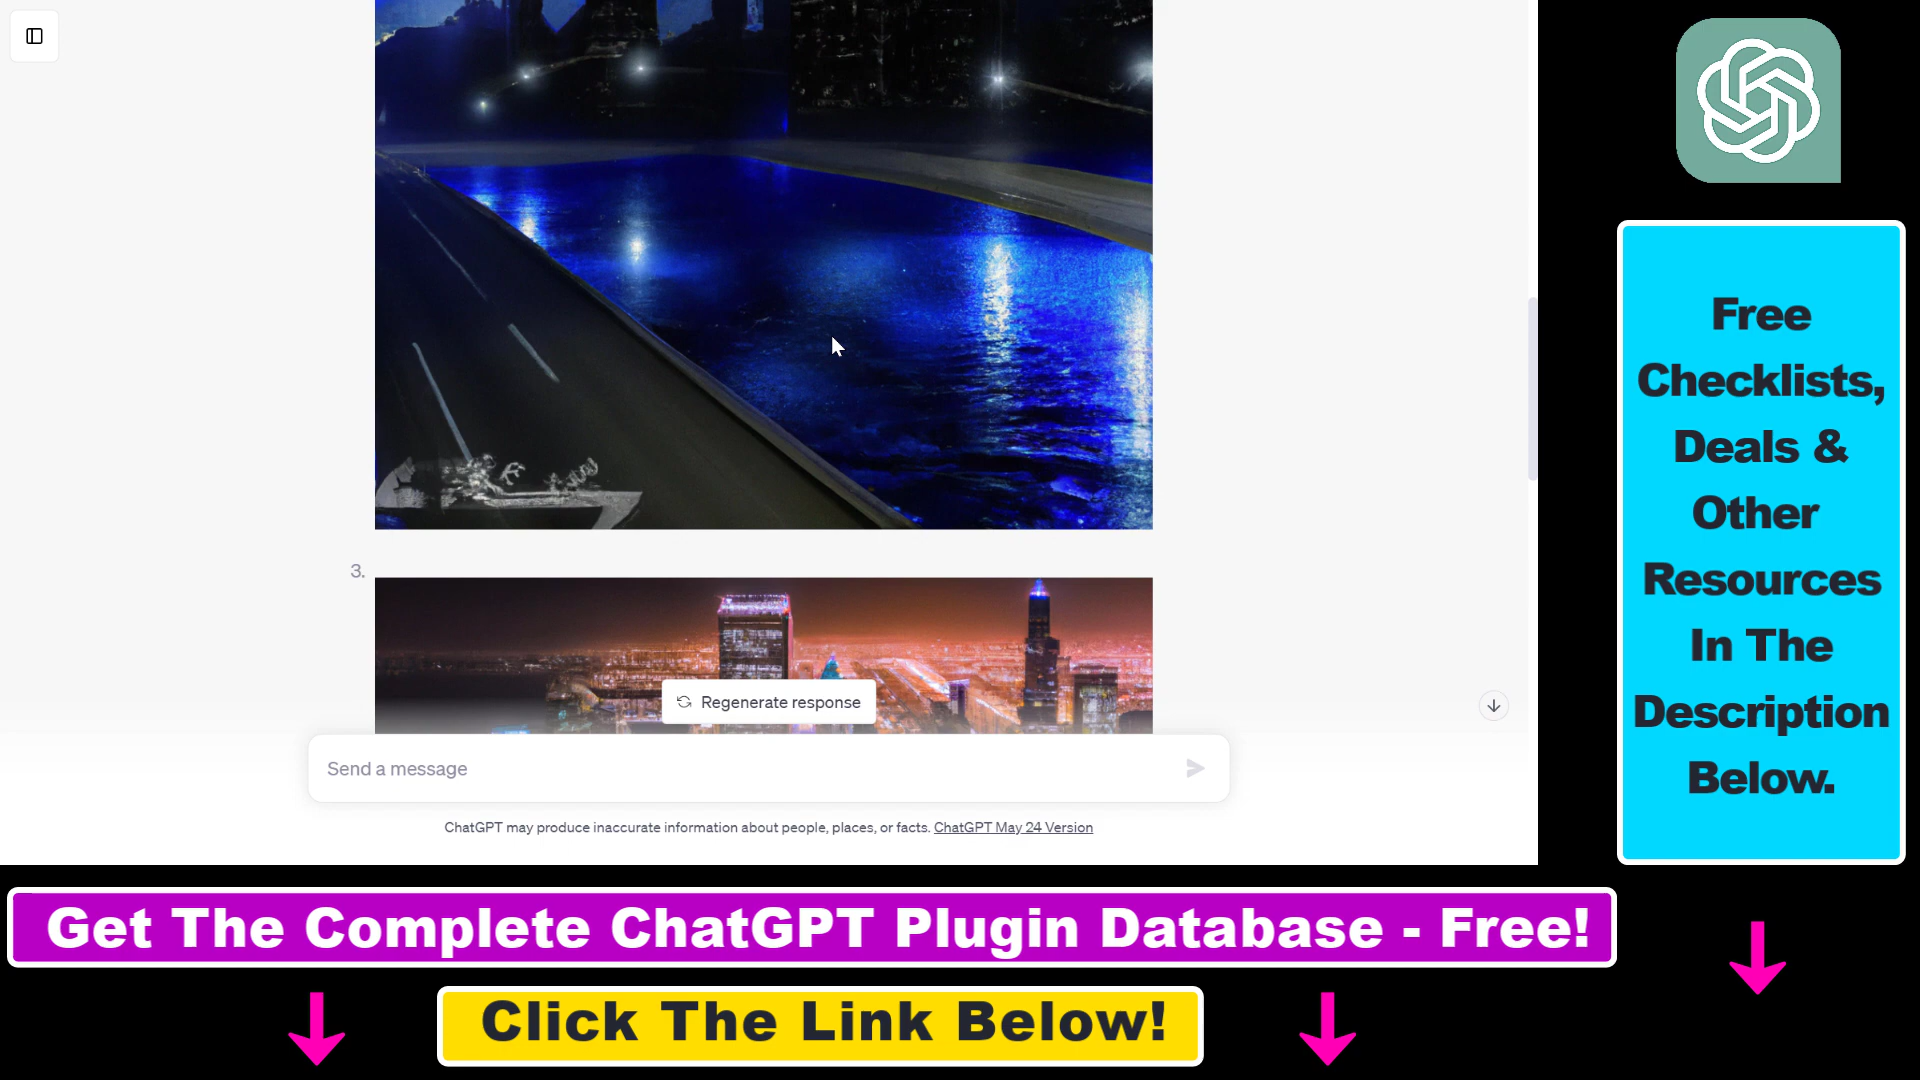 3.
Regenerate response
Send a message
ChatGPT may produce inaccurate information about people, places, or facts. ChatGPT May 24 Version
Free
Checklists,
Deals &
Other
Resources
In The
Description
Below.
Get The Complete ChatGPT Plugin Database - Free!
Click The Link Below!